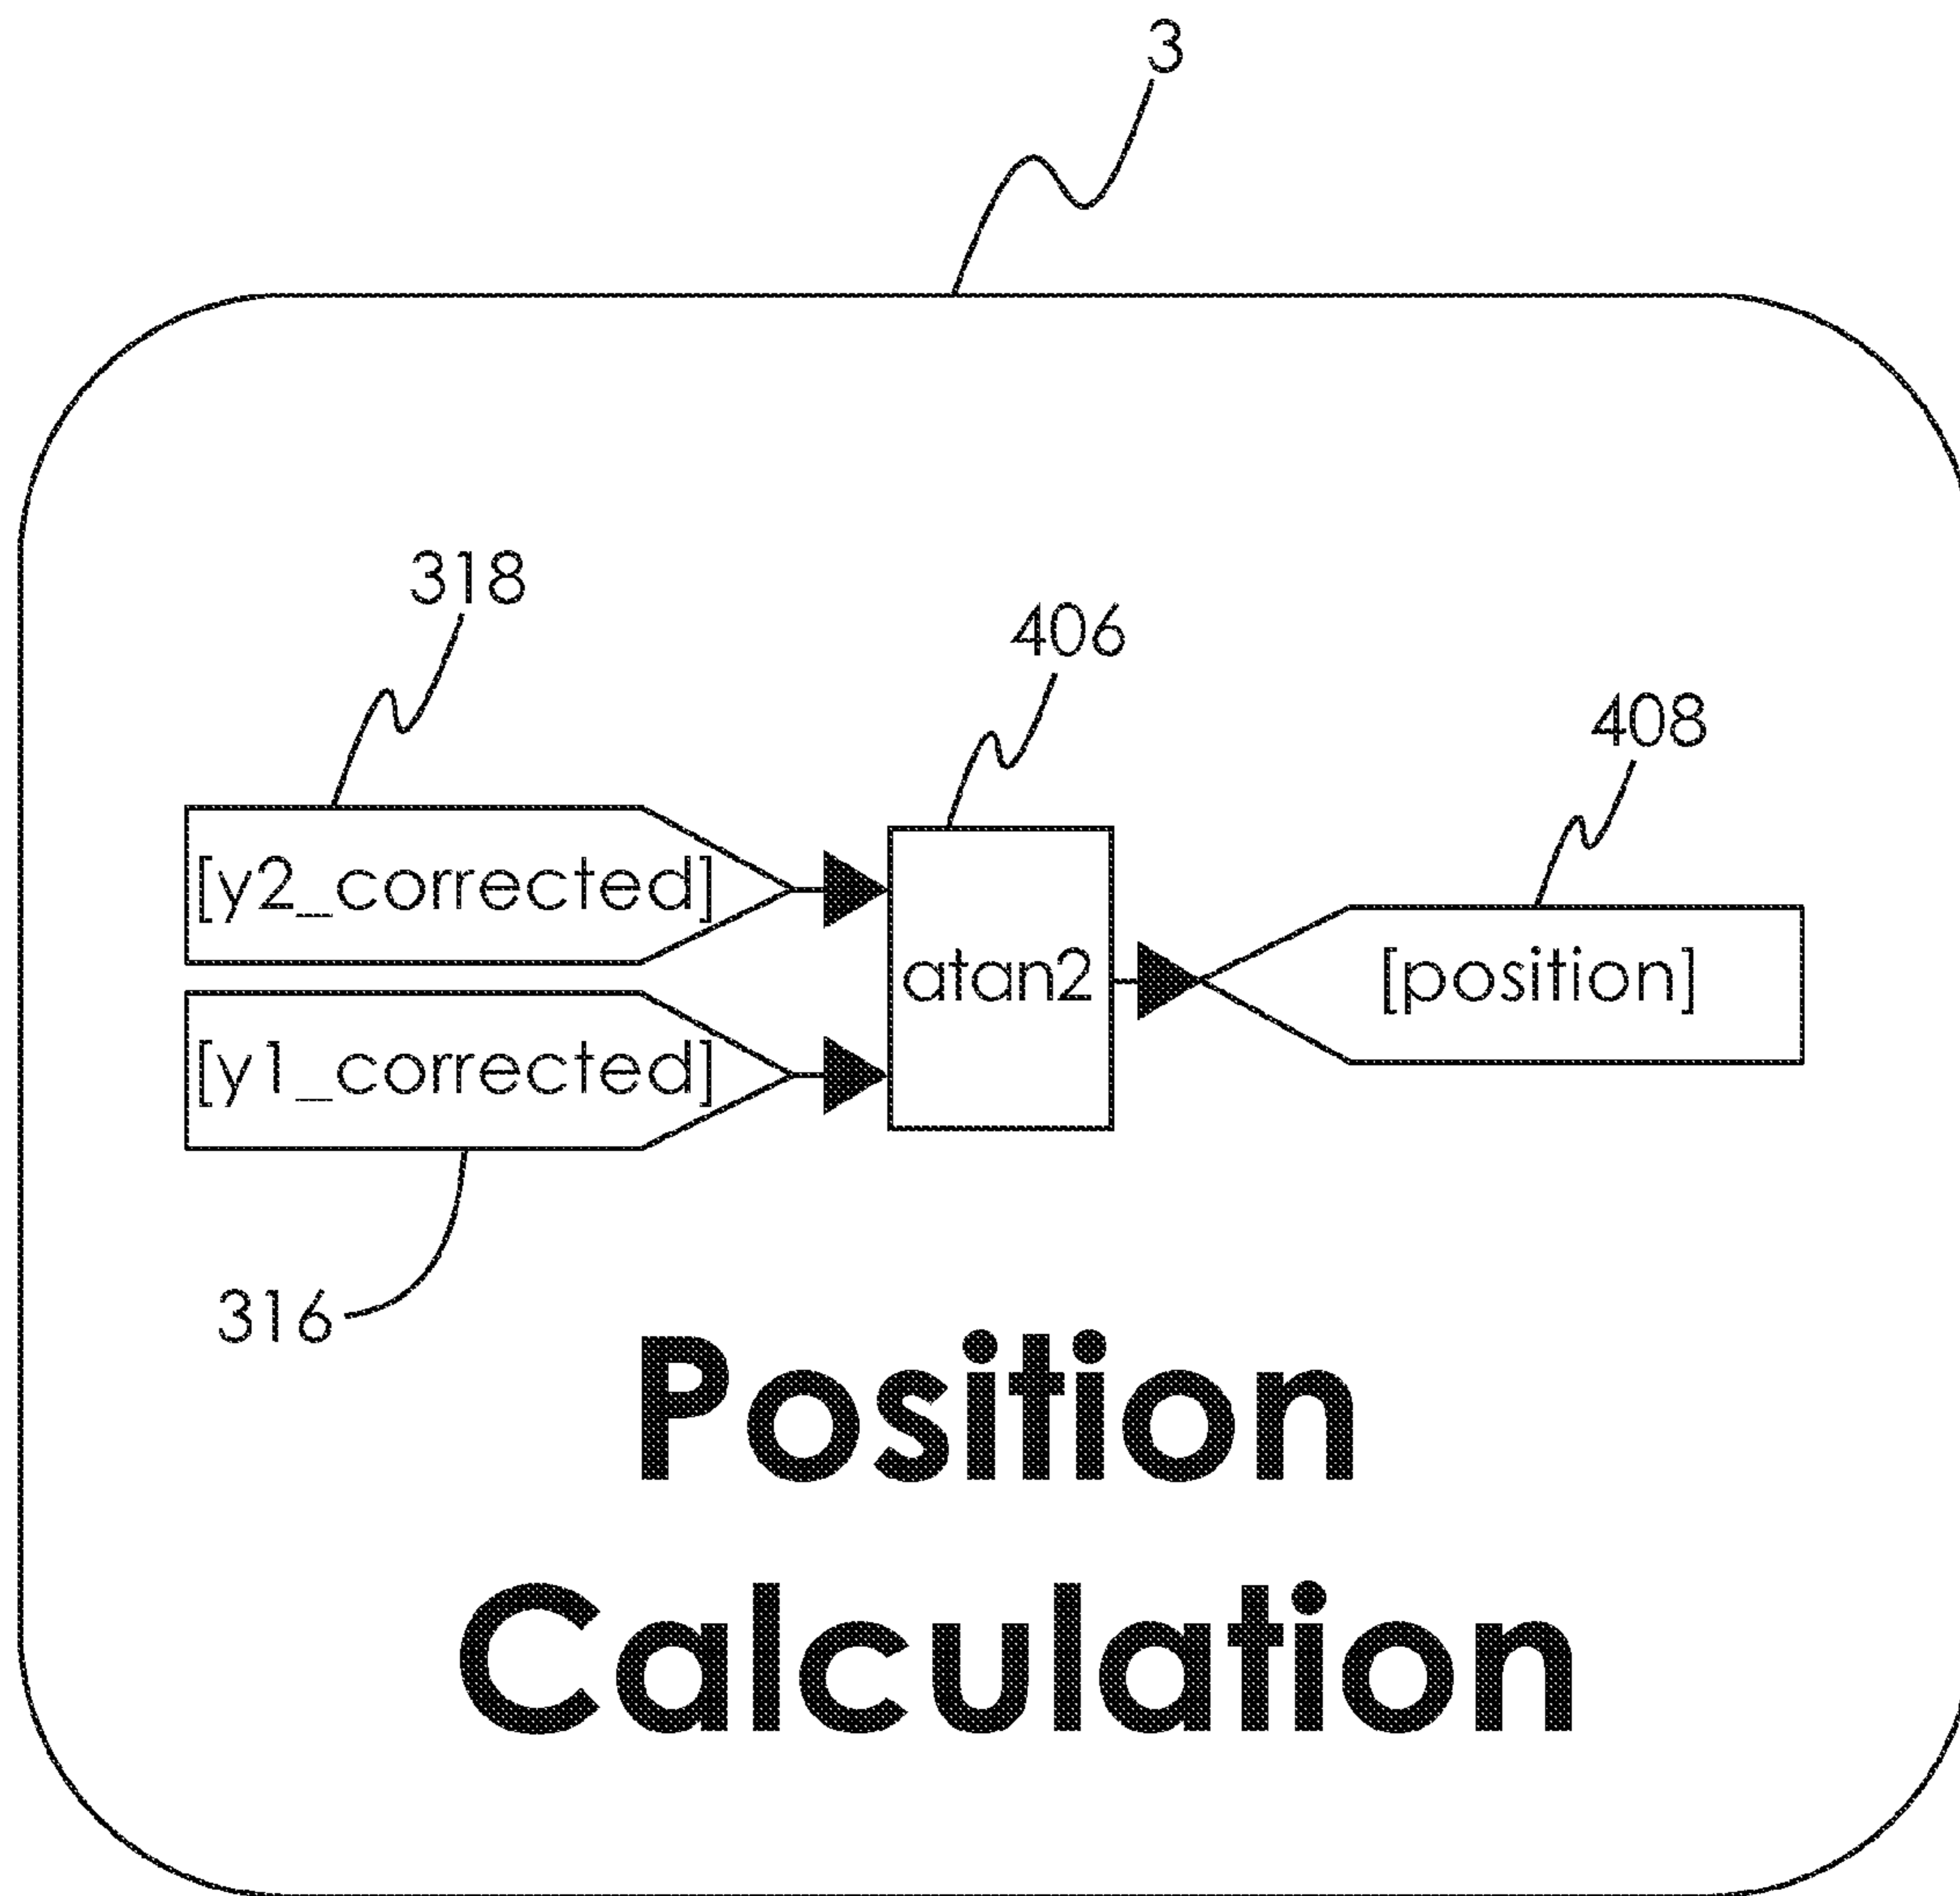 3
318
406
408
[y2_corrected]
atan2
[position]
[y1_corrected]
316
Position
Calculation